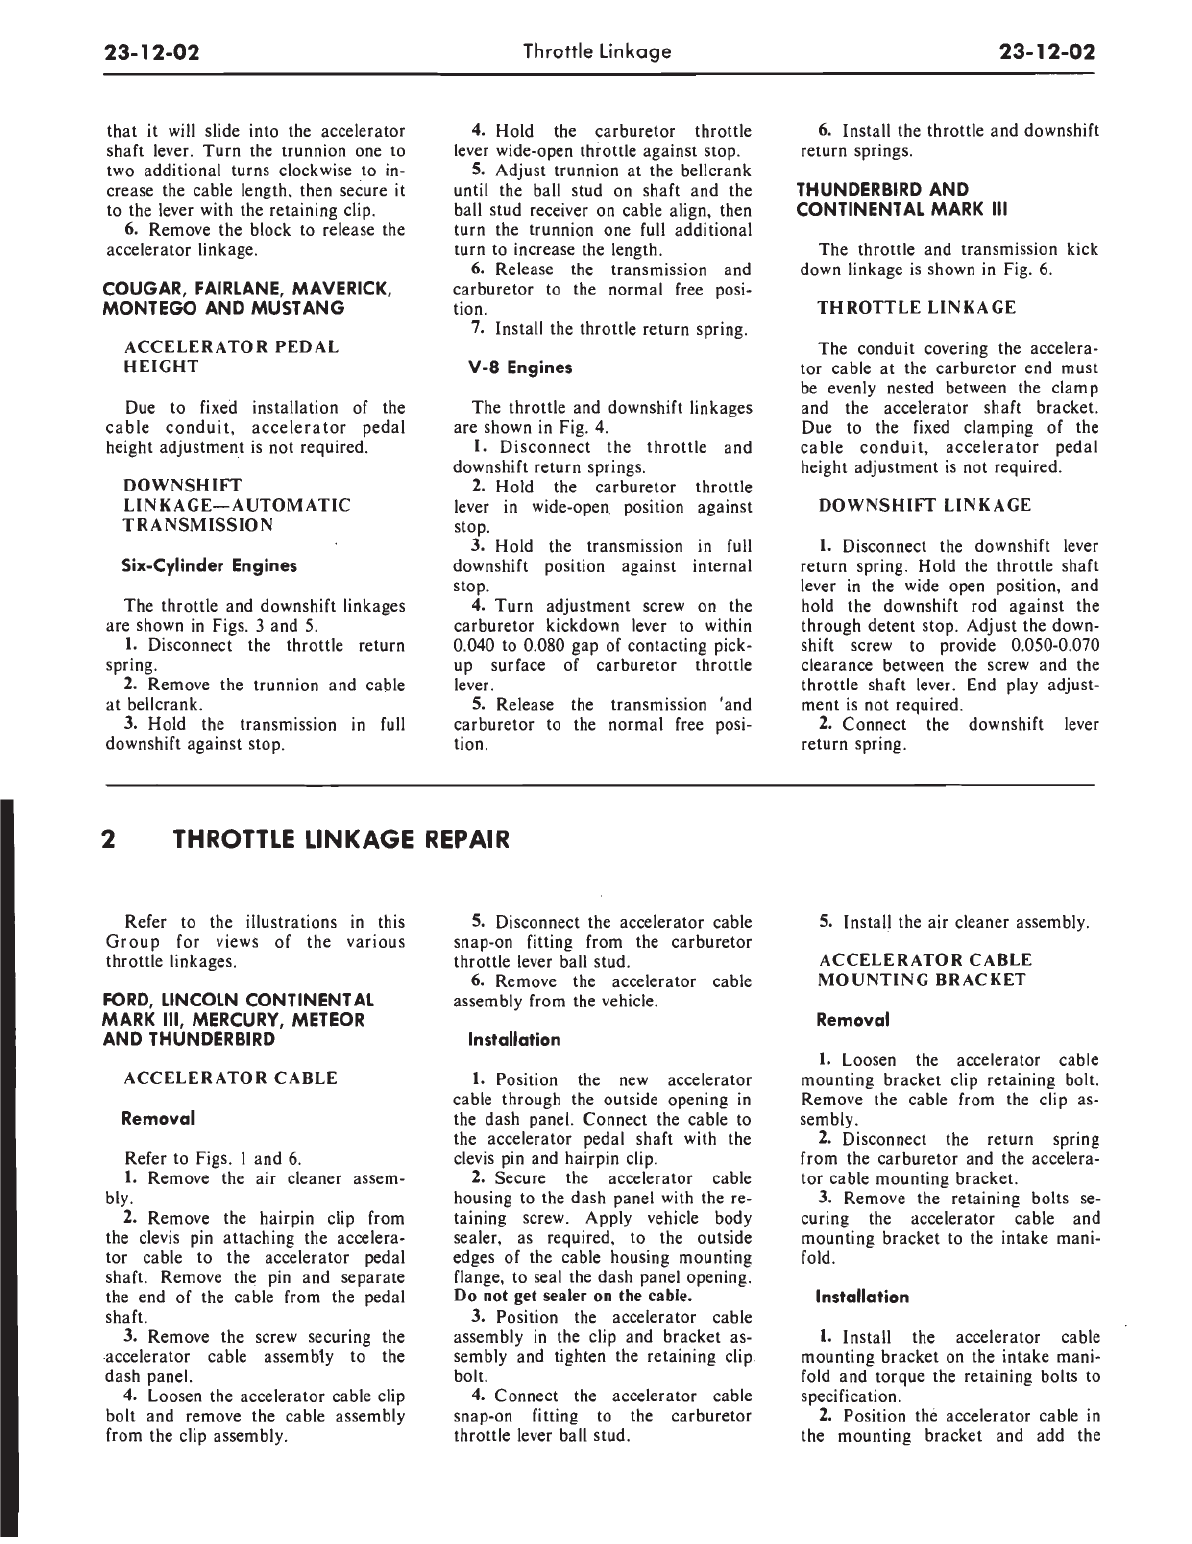 23-12-02
Throttle Linkage
23-12-02
that it will slide into the accelerator
shaft lever. Turn the trunnion one to
two additional turns clockwise to in-
crease the cable length, then secure it
to the lever with the retaining clip.
6. Remove the block to release the
accelerator linkage.
COUGAR, FAIRLANE, MAVERICK,
MONTEGO AND MUSTANG
ACCELERATOR PEDAL
HEIGHT
Due to fixed installation of the
cable conduit, accelerator pedal
height adjustment is not required.
DOWNSHIFT
LINKAGE—AUTOMATIC
TRANSMISSION
Six-Cylinder Engines
The throttle and downshift linkages
are shown in Figs. 3 and 5.
1. Disconnect the throttle return
spring.
2. Remove the trunnion and cable
at bellcrank.
3. Hold the transmission in full
downshift against stop.
4. Hold the carburetor throttle
lever wide-open throttle against stop.
5. Adjust trunnion at the bellcrank
until the ball stud on shaft and the
ball stud receiver on cable align, then
turn the trunnion one full additional
turn to increase the length.
6. Release the transmission and
carburetor to the normal free posi-
tion.
7. Install the throttle return spring.
V-8 Engines
The throttle and downshift linkages
are shown in Fig. 4.
1. Disconnect the throttle and
downshift return springs.
2. Hold the carburetor throttle
lever in wide-open position against
stop.
3. Hold the transmission in full
downshift position against internal
stop.
4. Turn adjustment screw on the
carburetor kickdown lever to within
0.040 to 0.080 gap of contacting pick-
up surface of carburetor throttle
lever.
5. Release the transmission 'and
carburetor to the normal free posi-
tion.
6. Install the throttle and downshift
return springs.
THUNDERBIRD AND
CONTINENTAL MARK III
The throttle and transmission kick
down linkage is shown in Fig. 6.
THROTTLE LINKAGE
The conduit covering the accelera-
tor cable at the carburetor end must
be evenly nested between the clamp
and the accelerator shaft bracket.
Due to the fixed clamping of the
cable conduit, accelerator pedal
height adjustment is not required.
DOWNSHIFT LINKAGE
1. Disconnect the downshift lever
return spring. Hold the throttle shaft
lever in the wide open position, and
hold the downshift rod against the
through detent stop. Adjust the down-
shift screw to provide 0.050-0.070
clearance between the screw and the
throttle shaft lever. End play adjust-
ment is not required.
2. Connect the downshift lever
return spring.
2 THROTTLE LINKAGE REPAIR
Refer to the illustrations in this
Group for views of the various
throttle linkages.
FORD, LINCOLN CONTINENTAL
MARK III, MERCURY, METEOR
AND THUNDERBIRD
ACCELERATOR CABLE
Removal
Refer to Figs. 1 and 6.
1. Remove the air cleaner assem-
bly.
2. Remove the hairpin clip from
the clevis pin attaching the accelera-
tor cable to the accelerator pedal
shaft. Remove the pin and separate
the end of the cable from the pedal
shaft.
3. Remove the screw securing the
accelerator cable assembly to the
dash panel.
4. Loosen the accelerator cable clip
bolt and remove the cable assembly
from the clip assembly.
5. Disconnect the accelerator cable
snap-on fitting from the carburetor
throttle lever ball stud.
6. Remove the accelerator cable
assembly from the vehicle.
Installation
1. Position the new accelerator
cable through the outside opening in
the dash panel. Connect the cable to
the accelerator pedal shaft with the
clevis pin and hairpin clip.
2. Secure the accelerator cable
housing to the dash panel with the re-
taining screw. Apply vehicle body
sealer, as required, to the outside
edges of the cable housing mounting
flange, to seal the dash panel opening.
Do not get sealer on the cable.
3. Position the accelerator cable
assembly in the clip and bracket as-
sembly and tighten the retaining clip
bolt.
4. Connect the accelerator cable
snap-on fitting to the carburetor
throttle lever ball stud.
5. Install the air cleaner assembly.
ACCELERATOR CABLE
MOUNTING BRACKET
Removal
1. Loosen the accelerator cable
mounting bracket clip retaining bolt.
Remove the cable from the clip as-
sembly.
2. Disconnect the return spring
from the carburetor and the accelera-
tor cable mounting bracket.
3. Remove the retaining bolts se-
curing the accelerator cable and
mounting bracket to the intake mani-
fold.
Installation
1. Install the accelerator cable
mounting bracket on the intake mani-
fold and torque the retaining bolts to
specification.
2. Position the accelerator cable in
the mounting bracket and add the